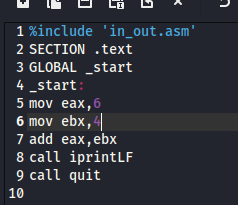 1 %include 'in_out.asm'
2 SECTION .text
3 GLOBAL _start
4 _start:
5 mov eax,6
6 mov ebx,4
7 add eax,ebx
8 call iprintLF
9 call quit
10